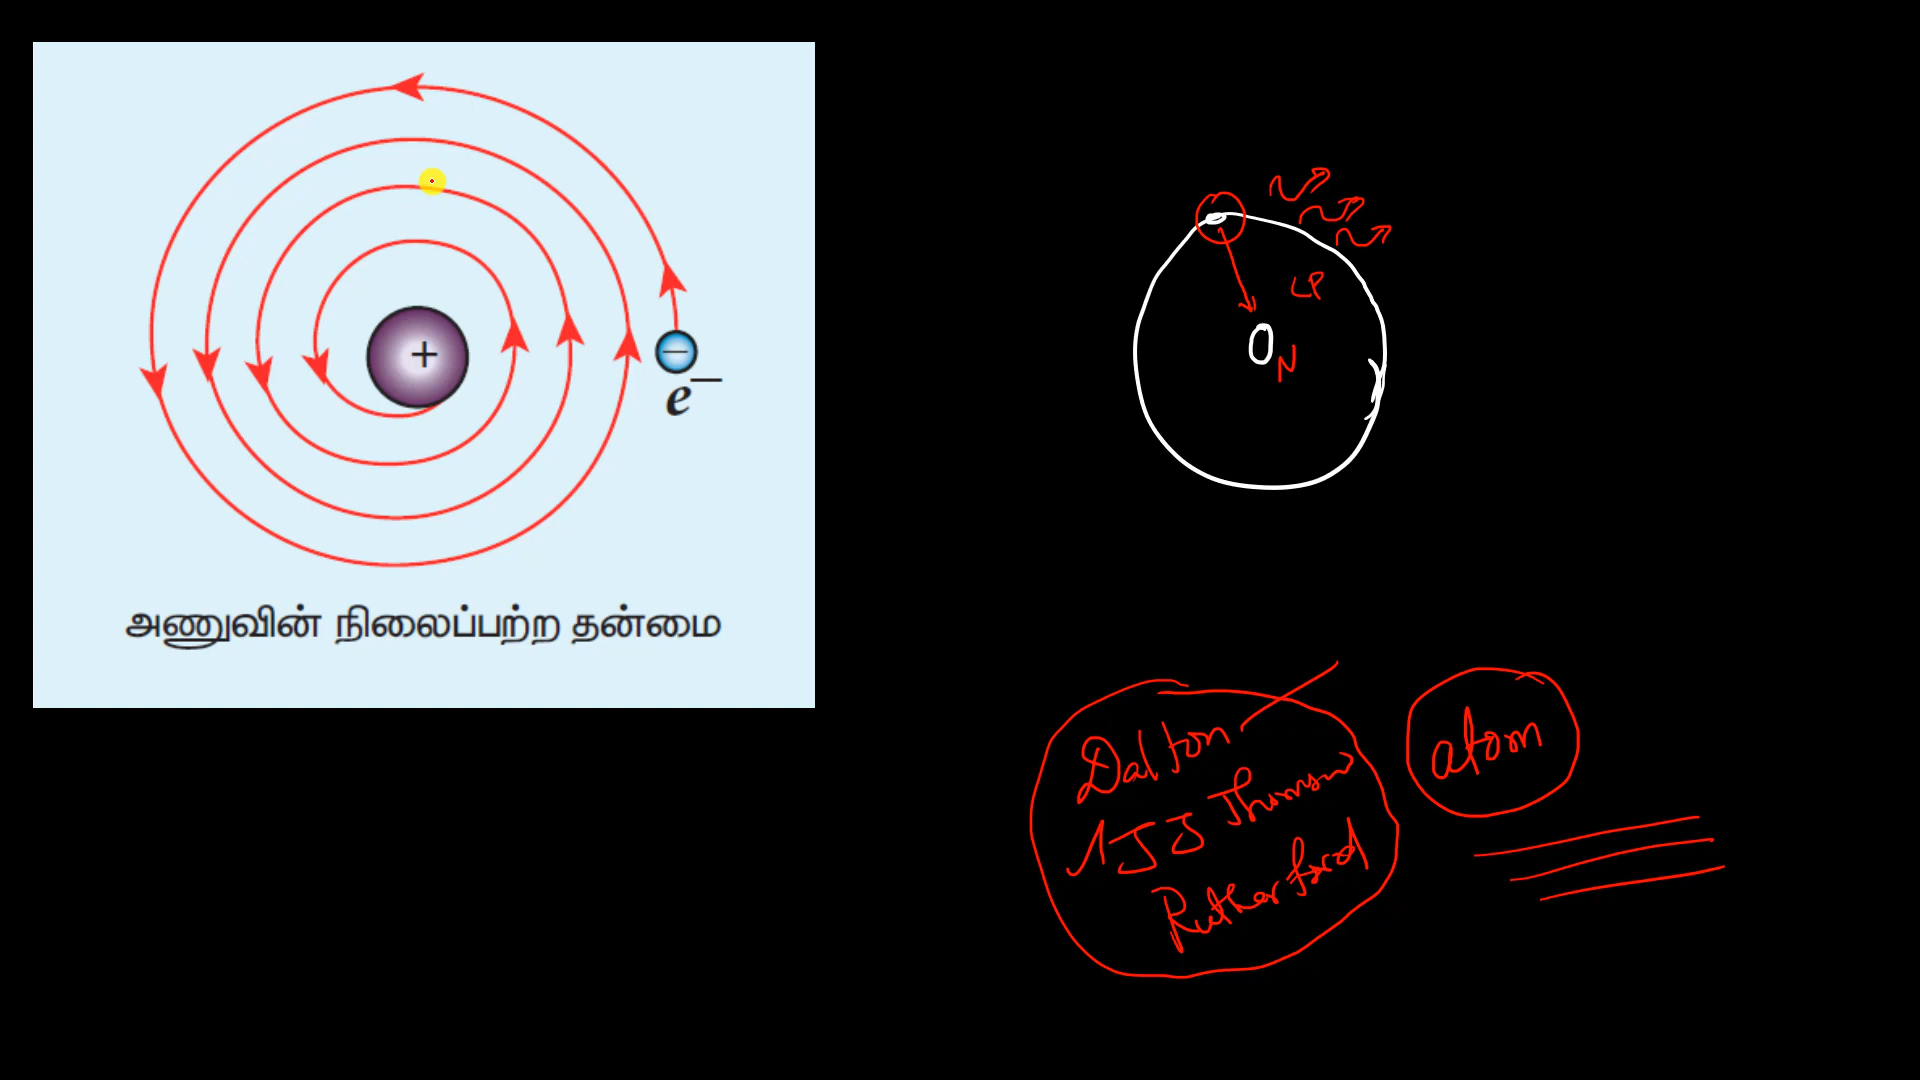 +
−
e⁻
அணுவின் நிலைப்பற்ற தன்மை
N
Dalton
JJ Thomson
Rutherford
atom